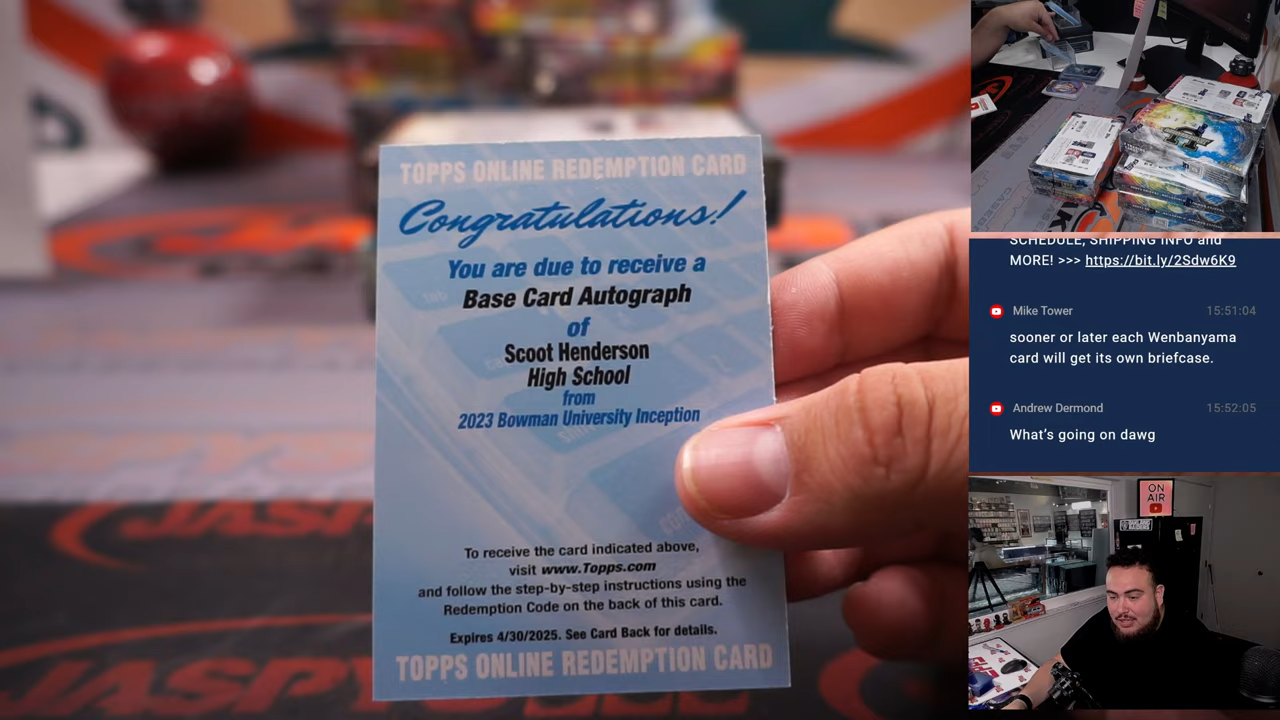 TOPPS ONLINE REDEMPTION CARD
Congratulations!
You are due to receive a
Base Card Autograph
of
Scoot Henderson
High School
from
2023 Bowman University Inception
To receive the card indicated above,
visit www.Topps.com
and follow the step-by-step instructions using the
Redemption Code on the back of this card.
Expires 4/30/2025. See Card Back for details.
TOPPS ONLINE REDEMPTION CARD
SCHEDULE, SHIPPING INFO and
MORE! >>> https://bit.ly/2Sdw6K9
Mike Tower 15:51:04
sooner or later each Wenbanyama
card will get its own briefcase.
Andrew Dermond 15:52:05
What's going on dawg
ON
AIR